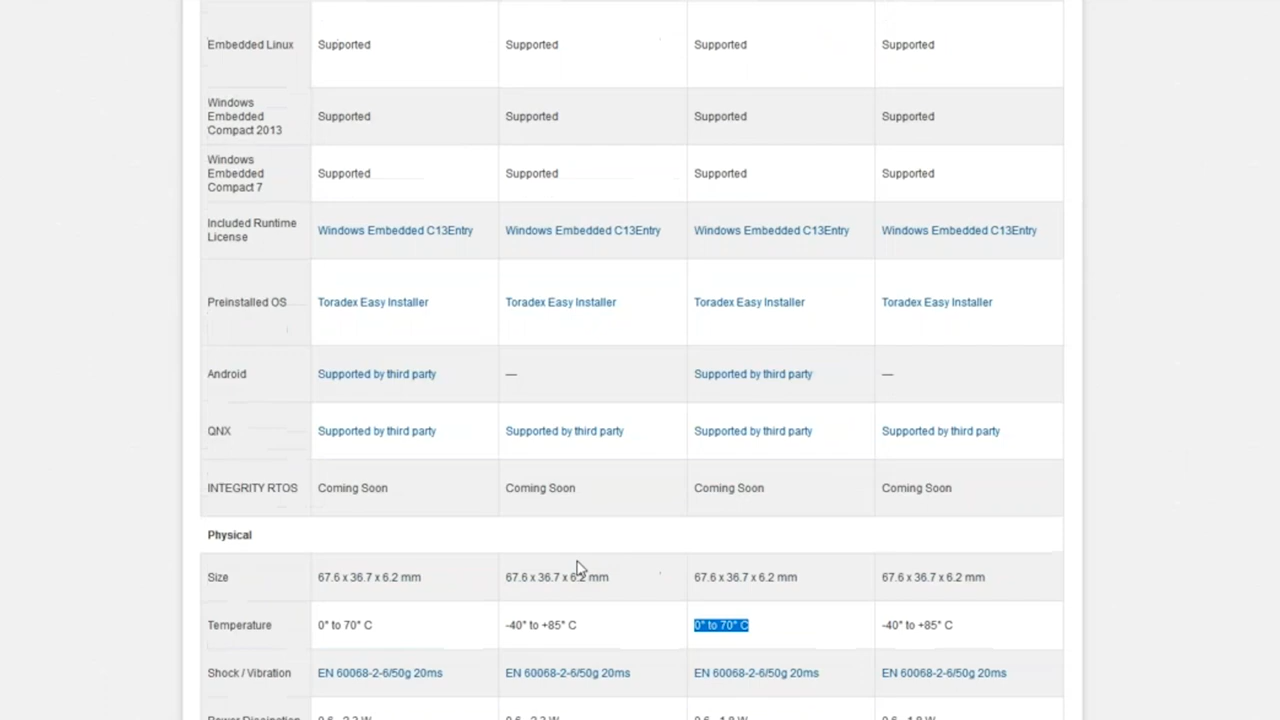 Embedded Linux Supported Supported Supported Supported
Windows
Embedded
Compact 2013 Supported Supported Supported Supported
Windows
Embedded
Compact 7 Supported Supported Supported Supported
Included Runtime
License Windows Embedded C13Entry Windows Embedded C13Entry Windows Embedded C13Entry Windows Embedded C13Entry
Preinstalled OS Toradex Easy Installer Toradex Easy Installer Toradex Easy Installer Toradex Easy Installer
Android Supported by third party — Supported by third party —
QNX Supported by third party Supported by third party Supported by third party Supported by third party
INTEGRITY RTOS Coming Soon Coming Soon Coming Soon Coming Soon
Physical
Size 67.6 x 36.7 x 6.2 mm 67.6 x 36.7 x 6.2 mm 67.6 x 36.7 x 6.2 mm 67.6 x 36.7 x 6.2 mm
Temperature 0° to 70° C -40° to +85° C 0° to 70° C -40° to +85° C
Shock / Vibration EN 60068-2-6/50g 20ms EN 60068-2-6/50g 20ms EN 60068-2-6/50g 20ms EN 60068-2-6/50g 20ms